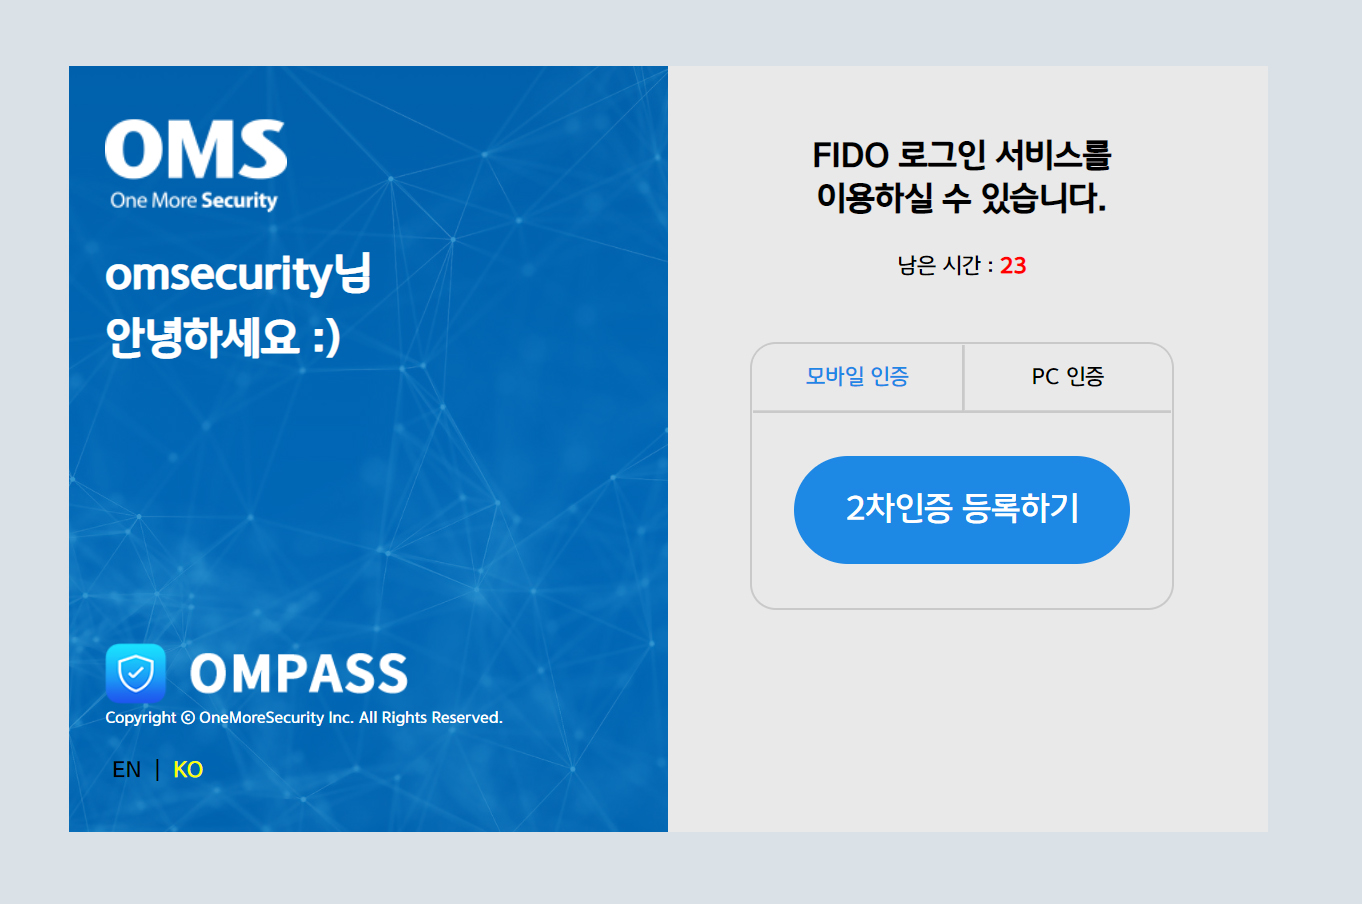 OMS
One More Security
omsecurity님
안녕하세요 :)
OMPASS
Copyright ⓒ OneMoreSecurity Inc. All Rights Reserved.
EN | KO
FIDO 로그인 서비스를
이용하실 수 있습니다.
남은 시간 : 23
모바일 인증 PC 인증
2차인증 등록하기